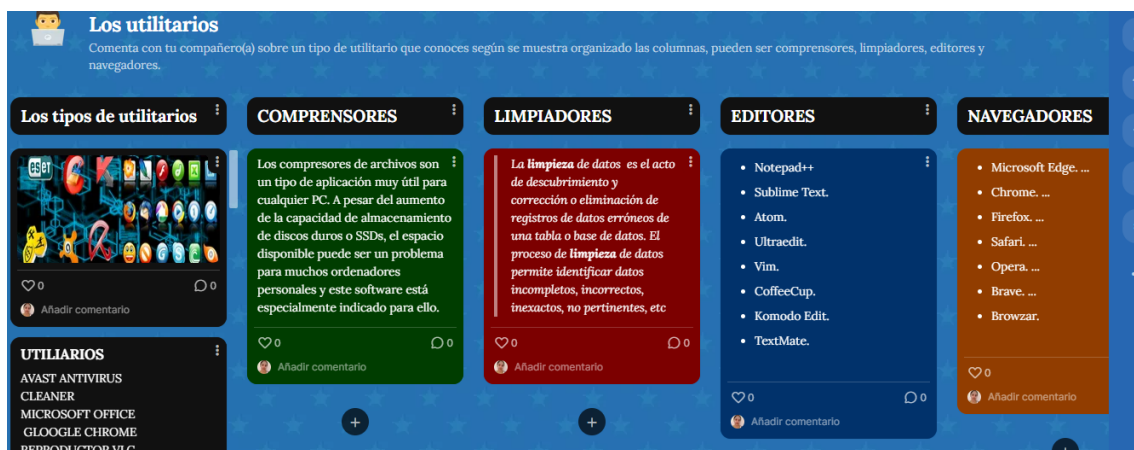 Los utilitarios
Comenta con tu compañero(a) sobre un tipo de utilitario que conoces según se muestra organizado las columnas, pueden ser comprensores, limpiadores, editores y
navegadores.
Los tipos de utilitarios
eset
0
0
Añadir comentario
UTILIARIOS
AVAST ANTIVIRUS
CLEANER
MICROSOFT OFFICE
GLOOGLE CHROME
REPRODUCTOR VLC
COMPRENSORES
Los compresores de archivos son
un tipo de aplicación muy útil para
cualquier PC. A pesar del aumento
de la capacidad de almacenamiento
de discos duros o SSDs, el espacio
disponible puede ser un problema
para muchos ordenadores
personales y este software está
especialmente indicado para ello.
0
0
Añadir comentario
LIMPIADORES
La limpieza de datos es el acto
de descubrimiento y
corrección o eliminación de
registros de datos erróneos de
una tabla o base de datos. El
proceso de limpieza de datos
permite identificar datos
incompletos, incorrectos,
inexactos, no pertinentes, etc
0
0
Añadir comentario
EDITORES
• Notepad++
• Sublime Text.
• Atom.
• Ultraedit.
• Vim.
• CoffeeCup.
• Komodo Edit.
• TextMate.
0
0
Añadir comentario
NAVEGADORES
• Microsoft Edge. ...
• Chrome. ...
• Firefox. ...
• Safari. ...
• Opera. ...
• Brave. ...
• Browzar.
0
Añadir comentario